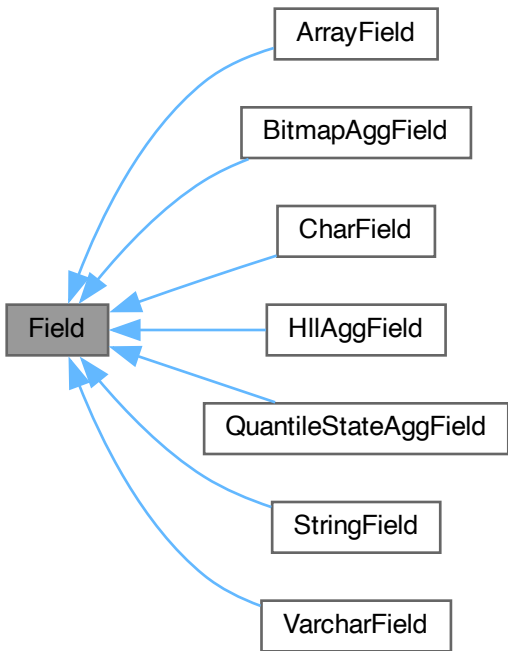 ArrayField
BitmapAggField
CharField
Field
HllAggField
QuantileStateAggField
StringField
VarcharField